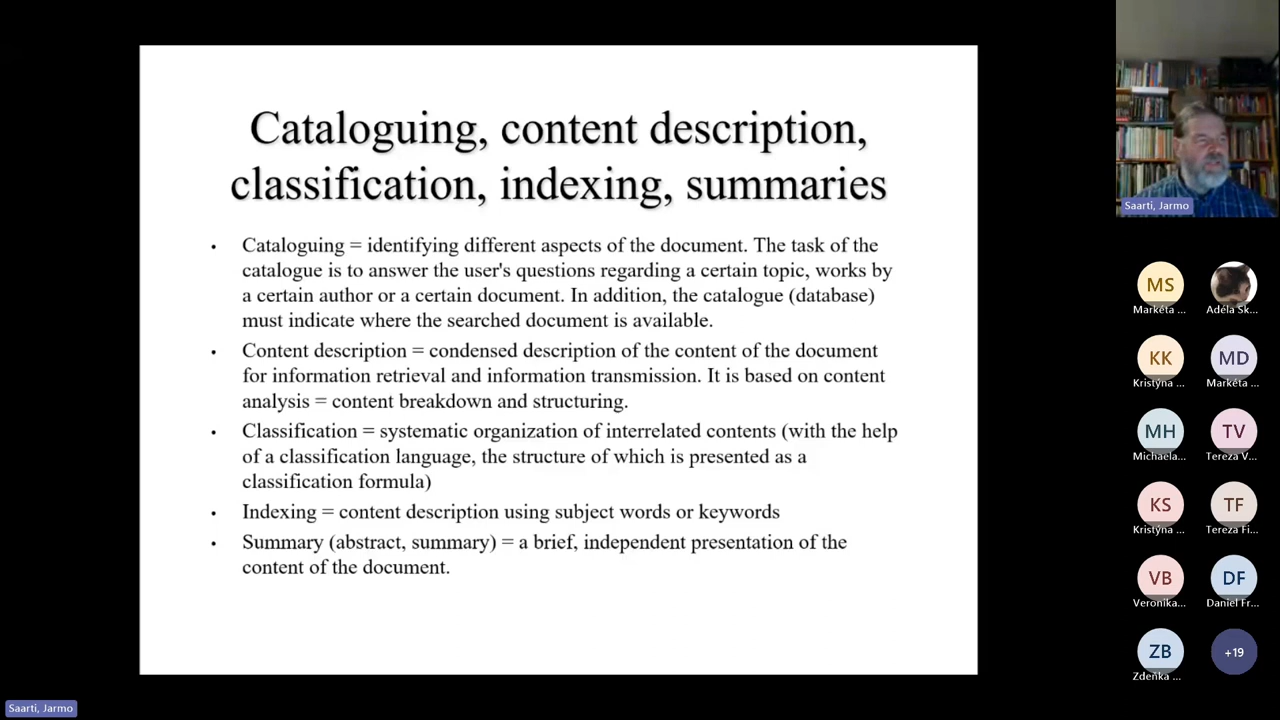 Cataloguing, content description,
classification, indexing, summaries
• Cataloguing = identifying different aspects of the document. The task of the
catalogue is to answer the user's questions regarding a certain topic, works by
a certain author or a certain document. In addition, the catalogue (database)
must indicate where the searched document is available.
• Content description = condensed description of the content of the document
for information retrieval and information transmission. It is based on content
analysis = content breakdown and structuring.
• Classification = systematic organization of interrelated contents (with the help
of a classification language, the structure of which is presented as a
classification formula)
• Indexing = content description using subject words or keywords
• Summary (abstract, summary) = a brief, independent presentation of the
content of the document.
Saarti, Jarmo
MS
Markéta ...
Adéla Sk...
KK
Kristýna ...
MD
Markéta ...
MH
Michaela...
TV
Tereza V...
KS
Kristýna ...
TF
Tereza Fi...
VB
Veronika...
DF
Daniel Fr...
ZB
Zdeňka ...
+19
Saarti, Jarmo